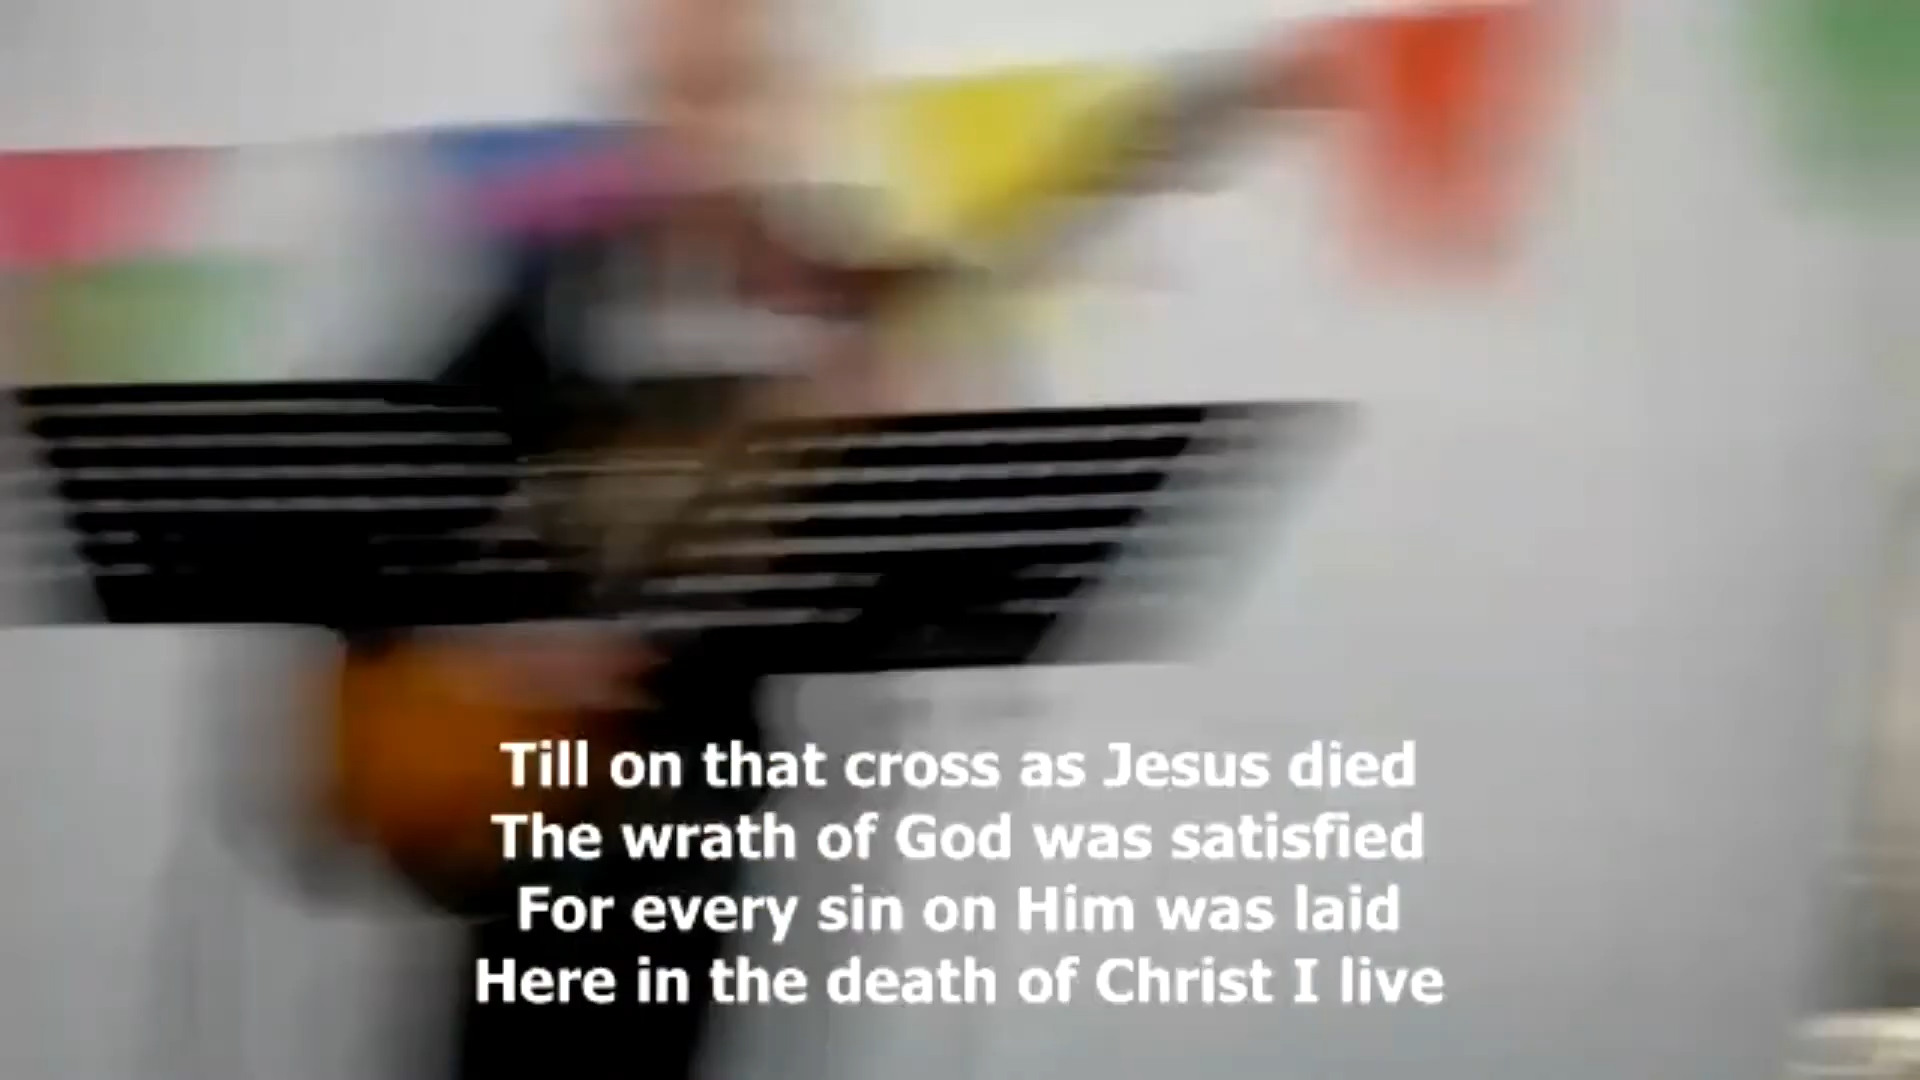 Till on that cross as Jesus died
The wrath of God was satisfied
For every sin on Him was laid
Here in the death of Christ I live